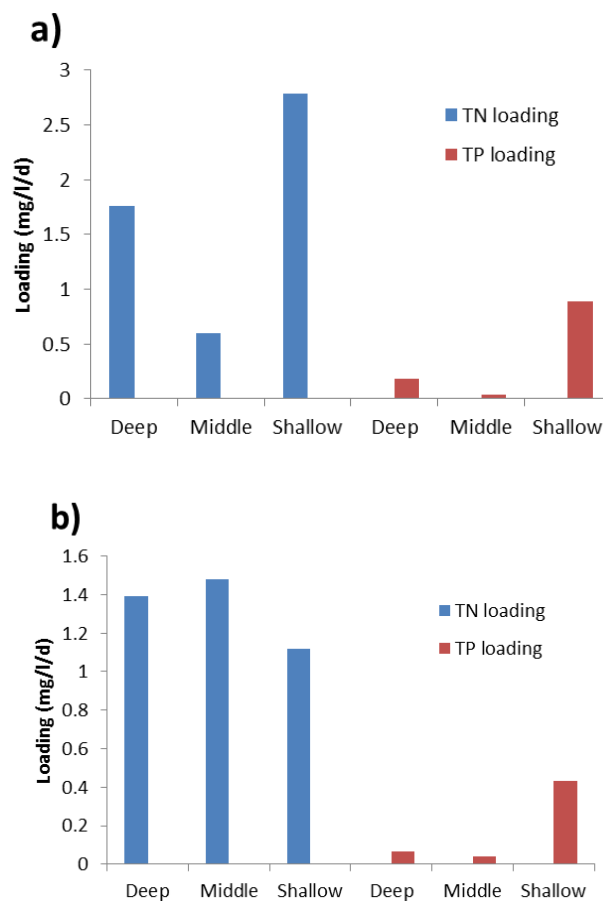 a)
3
2.5
2
1.5
1
0.5
0
Loading (mg/l/d)
TN loading
TP loading
Deep Middle Shallow Deep Middle Shallow
b)
1.6
1.4
1.2
1
0.8
0.6
0.4
0.2
0
Loading (mg/l/d)
TN loading
TP loading
Deep Middle Shallow Deep Middle Shallow